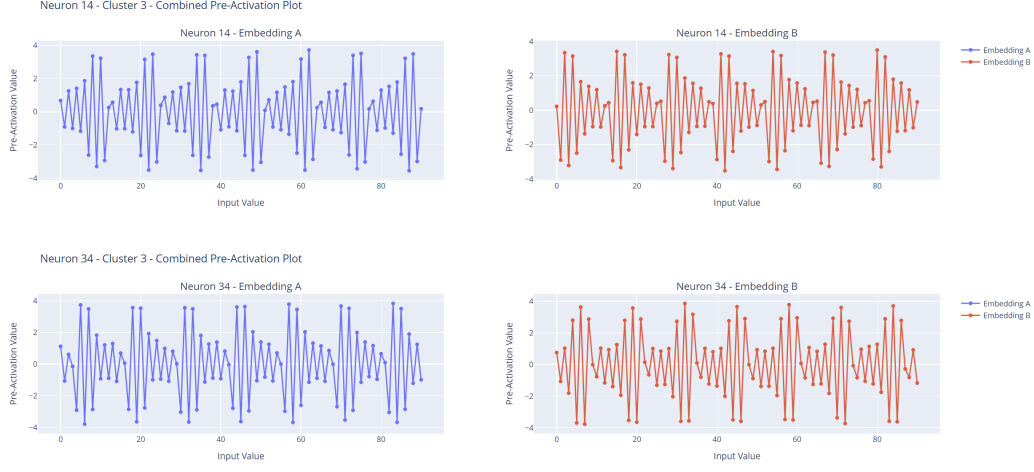 Neuron 14 - Cluster 3 - Combined Pre-Activation Plot
Neuron 14 - Embedding A
Neuron 14 - Embedding B
Pre-Activation Value
4
2
0
−2
−4
0
20
40
60
80
Input Value
Pre-Activation Value
4
2
0
−2
−4
0
20
40
60
80
Input Value
Embedding A
Embedding B
Neuron 34 - Cluster 3 - Combined Pre-Activation Plot
Neuron 34 - Embedding A
Neuron 34 - Embedding B
Pre-Activation Value
4
2
0
−2
−4
0
20
40
60
80
Input Value
Pre-Activation Value
4
2
0
−2
−4
0
20
40
60
80
Input Value
Embedding A
Embedding B